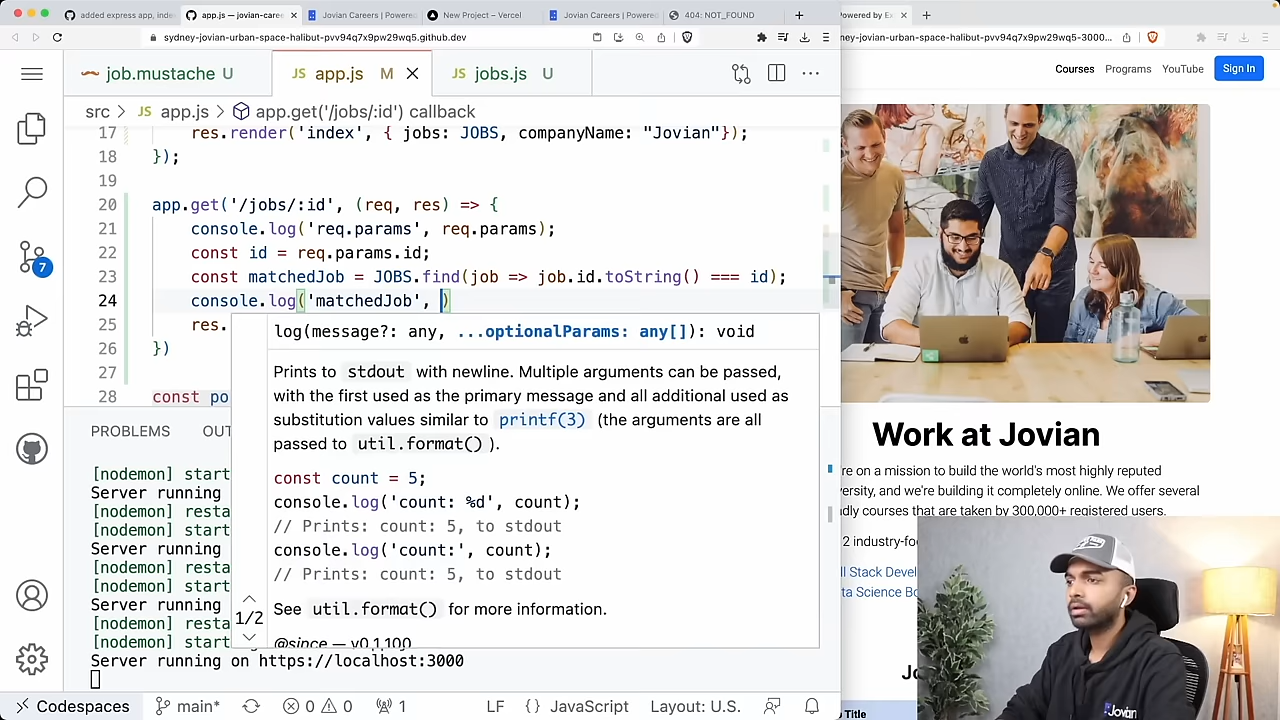 added express app, inde
app.js — jovian-care
Jovian Careers | Powere
New Project – Vercel
Jovian Careers | Powere
404: NOT_FOUND
Powered by Ex
sydney-jovian-urban-space-halibut-pvv94q7x9pw29wq5.github.dev
sydney-jovian-urban-space-halibut-pvv94q7x9pw29wq5-3000...
job.mustache U
JS app.js M
JS jobs.js U
Courses Programs YouTube Sign In
src > JS app.js > app.get('/jobs/:id') callback
17 res.render('index', { jobs: JOBS, companyName: "Jovian"});
18 });
19
20 app.get('/jobs/:id', (req, res) => {
21 console.log('req.params', req.params);
22 const id = req.params.id;
23 const matchedJob = JOBS.find(job => job.id.toString() === id);
24 console.log('matchedJob', )
25 res.
26 })
27
28 const po
log(message?: any, ...optionalParams: any[]): void
Prints to stdout with newline. Multiple arguments can be passed,
with the first used as the primary message and all additional used as
substitution values similar to printf(3) (the arguments are all
passed to util.format() ).
const count = 5;
console.log('count: %d', count);
// Prints: count: 5, to stdout
console.log('count:', count);
// Prints: count: 5, to stdout
See util.format() for more information.
@since — v0.1.100
1/2
PROBLEMS OUT
[nodemon] start
Server running
[nodemon] resta
[nodemon] start
Server running
[nodemon] resta
[nodemon] start
Server running
[nodemon] resta
[nodemon] start
Server running on https://localhost:3000
7
Work at Jovian
re on a mission to build the world's most highly reputed
versity, and we're building it completely online. We offer several
dly courses that are taken by 300,000+ registered users.
2 industry-fo
ll Stack Devel
ta Science Bo
Jo
Title
Jovian
Codespaces main* 0 0 1 LF {} JavaScript Layout: U.S.